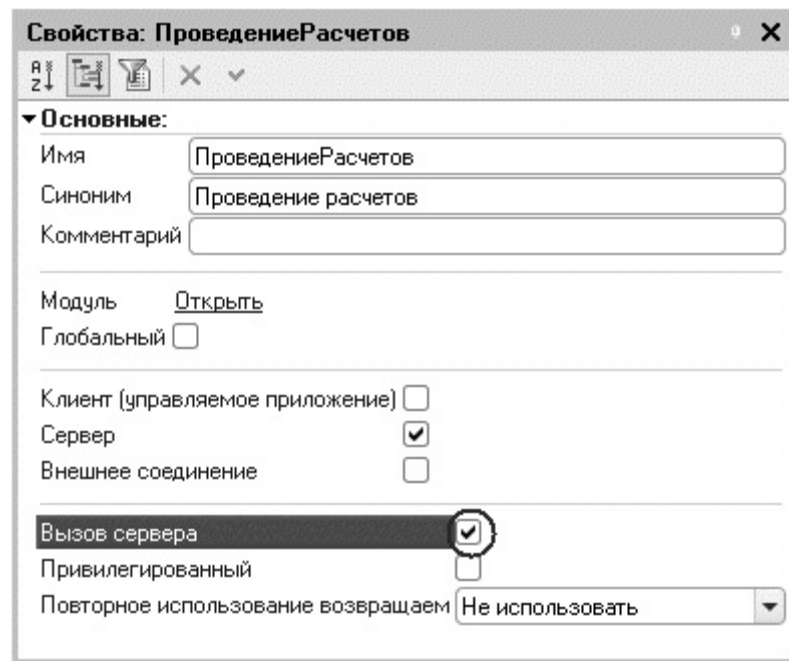 Свойства: ПроведениеРасчетов
Основные:
Имя ПроведениеРасчетов
Синоним Проведение расчетов
Комментарий
Модуль Открыть
Глобальный
Клиент (управляемое приложение)
Сервер
Внешнее соединение
Вызов сервера
Привилегированный
Повторное использование возвращаем Не использовать